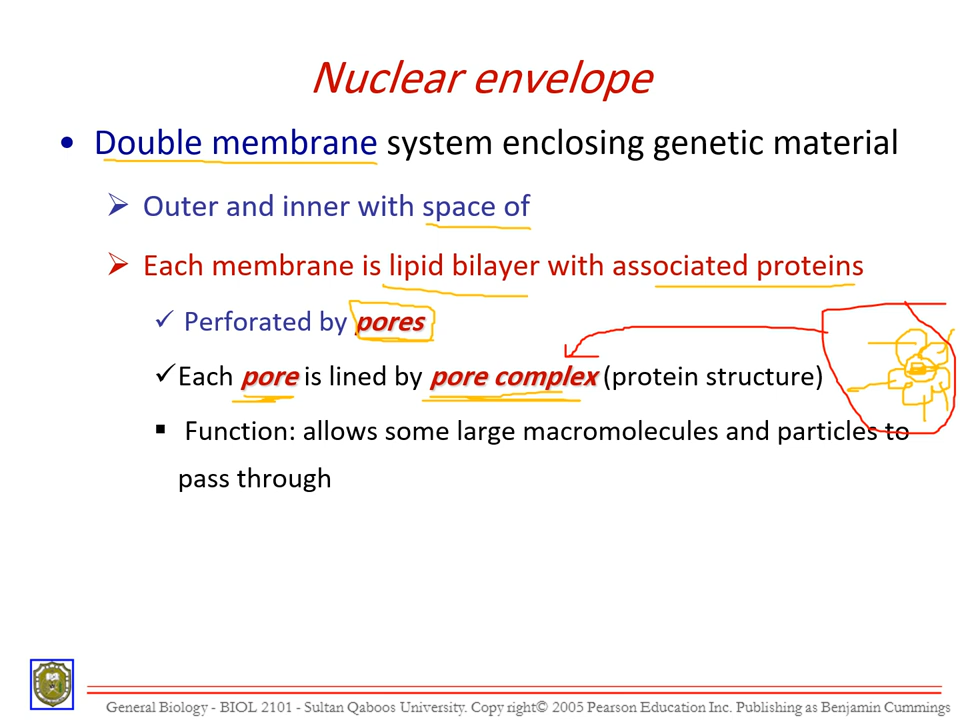 Nuclear envelope
• Double membrane system enclosing genetic material
➢ Outer and inner with space of
➢ Each membrane is lipid bilayer with associated proteins
✓ Perforated by pores
✓Each pore is lined by pore complex (protein structure)
▪ Function: allows some large macromolecules and particles to
pass through
General Biology - BIOL 2101 - Sultan Qaboos University. Copy right© 2005 Pearson Education Inc. Publishing as Benjamin Cummings